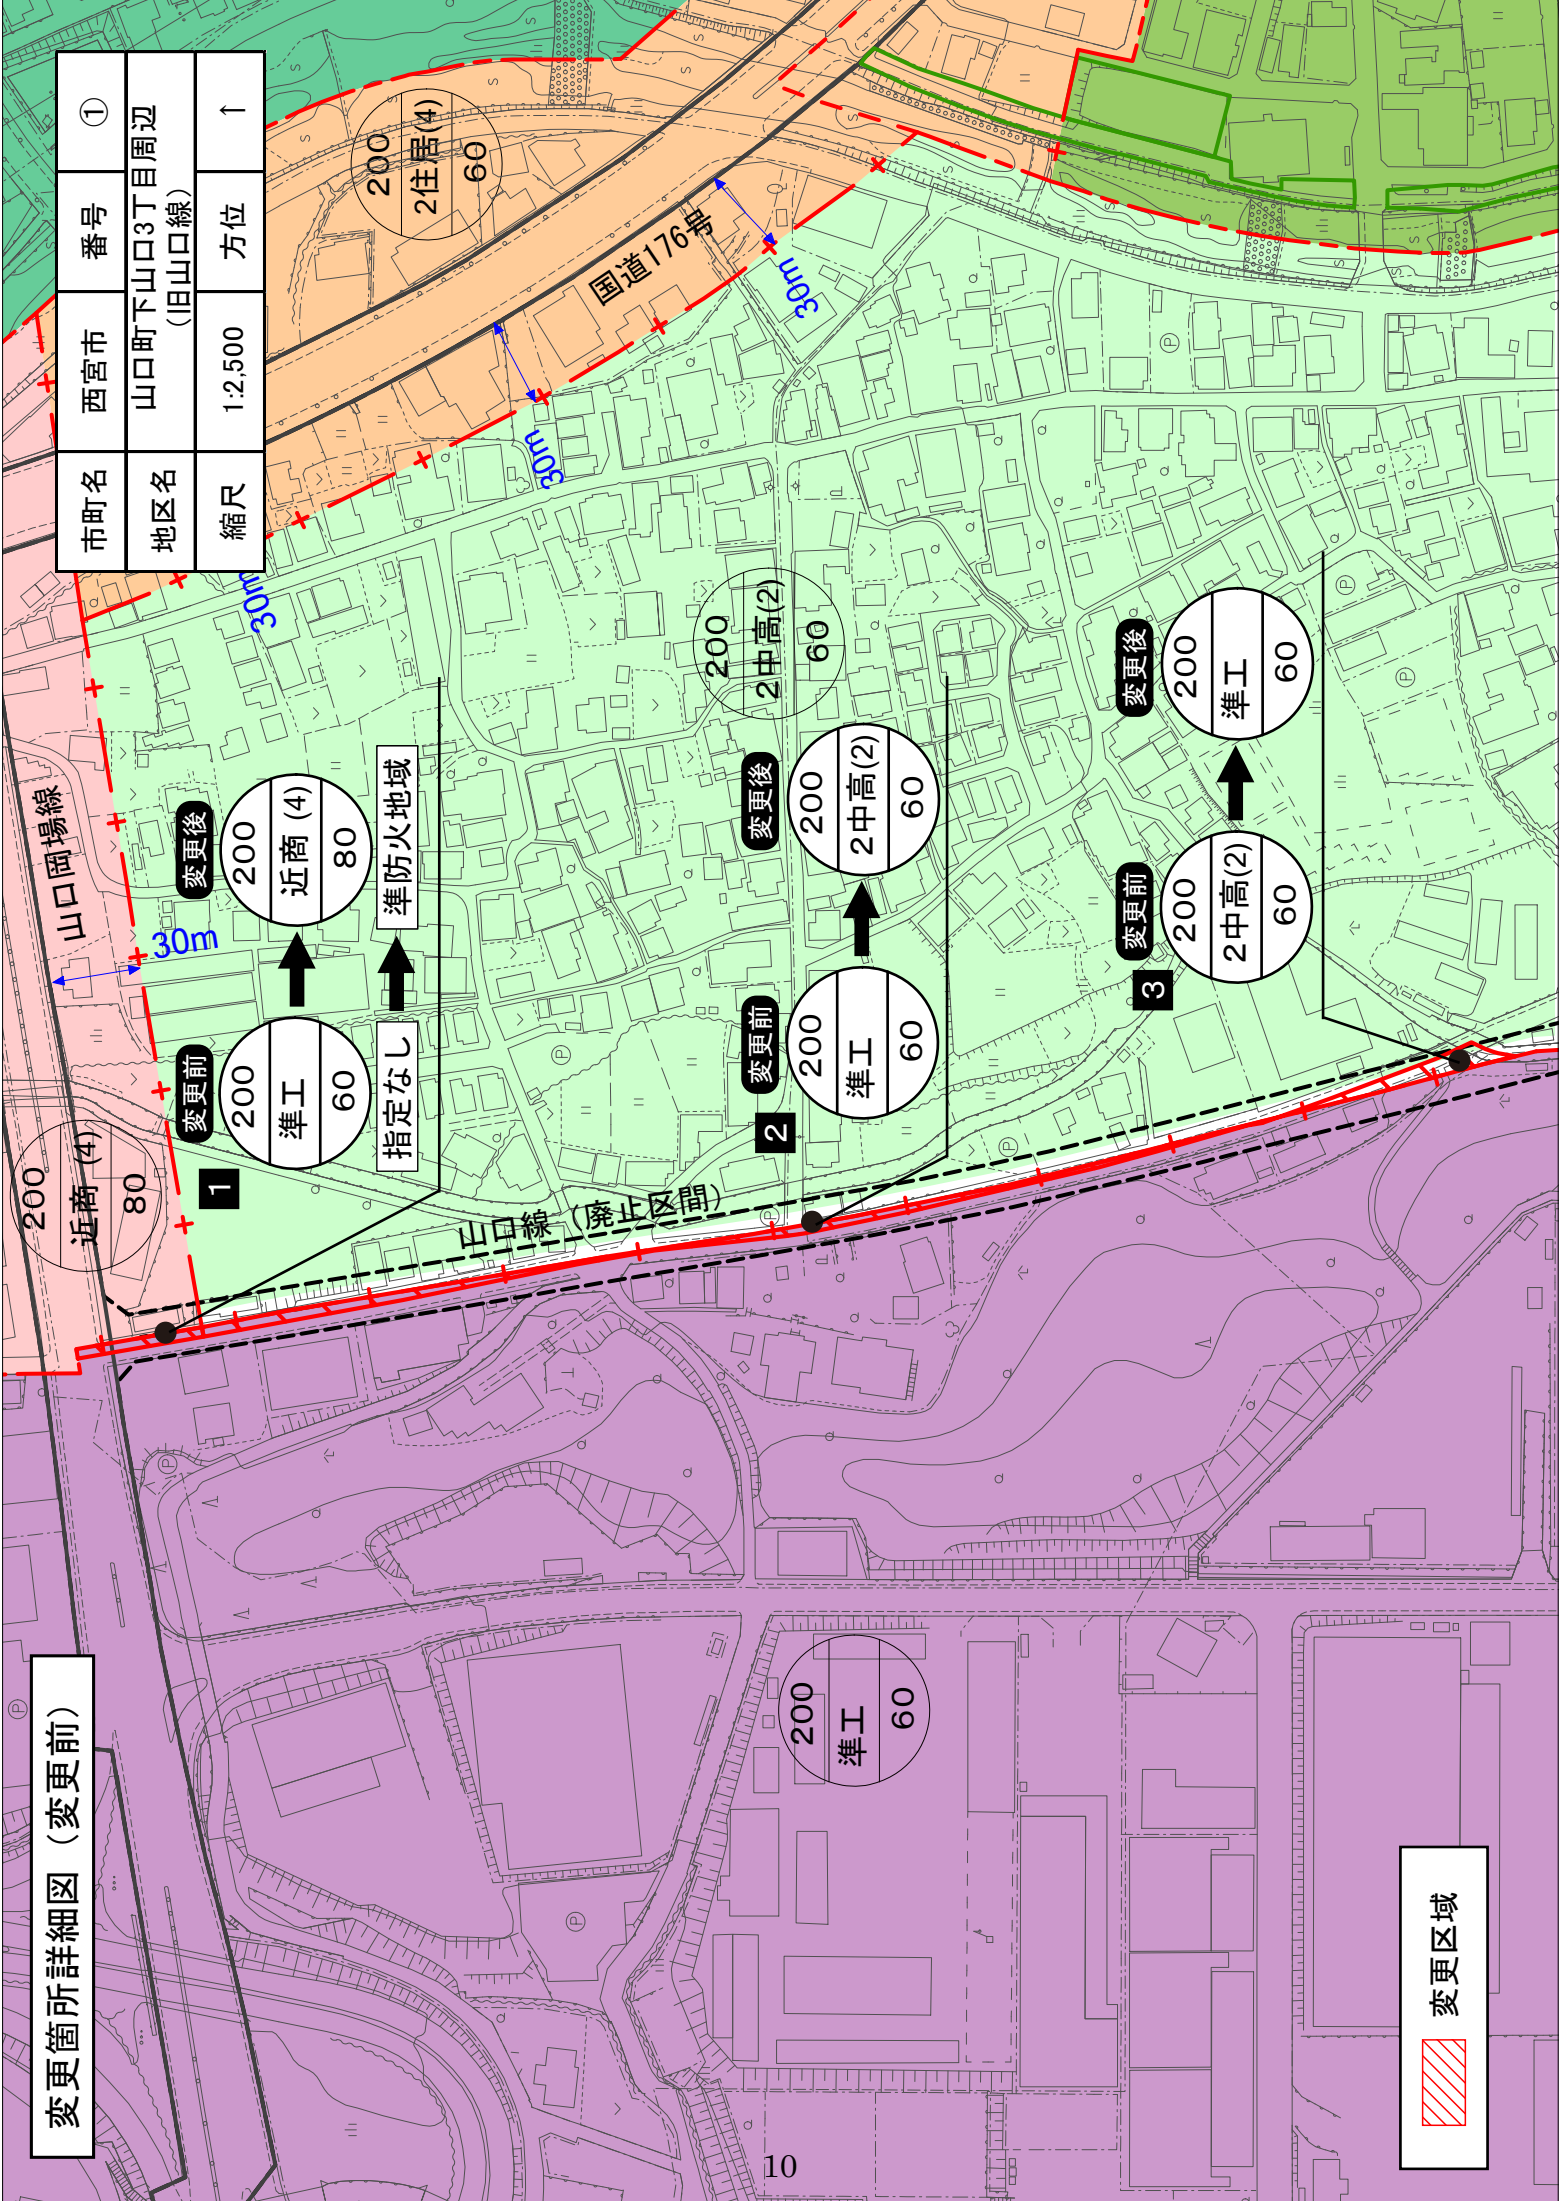 変更箇所詳細図（変更前）
市町名 西宮市 番号 ①
地区名 山口町下山口3丁目周辺
（旧山口線）
縮尺 1:2,500 方位 ↑
200
近商 (4)
80
山口岡場線
30m
30m
30m
30m
国道176号
200
2住居(4)
60
1
変更前
200
準工
60
指定なし
変更後
200
近商 (4)
80
準防火地域
山口線（廃止区間）
200
2中高(2)
60
2
変更前
200
準工
60
変更後
200
2中高(2)
60
3
変更前
200
2中高(2)
60
変更後
200
準工
60
200
準工
60
変更区域
10